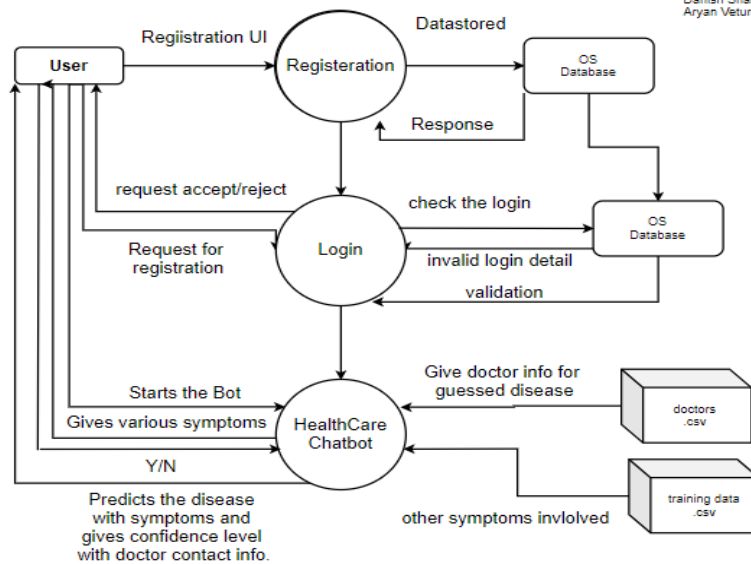 Aryan Vetur
Regiistration UI
Datastored
User
Registeration
OS
Database
Response
request accept/reject
check the login
Login
OS
Database
Request for
registration
invalid login detail
validation
Starts the Bot
Give doctor info for
guessed disease
Gives various symptoms
HealthCare
Chatbot
doctors
.csv
Y/N
Predicts the disease
with symptoms and
gives confidence level
with doctor contact info.
other symptoms invlolved
training data
.csv